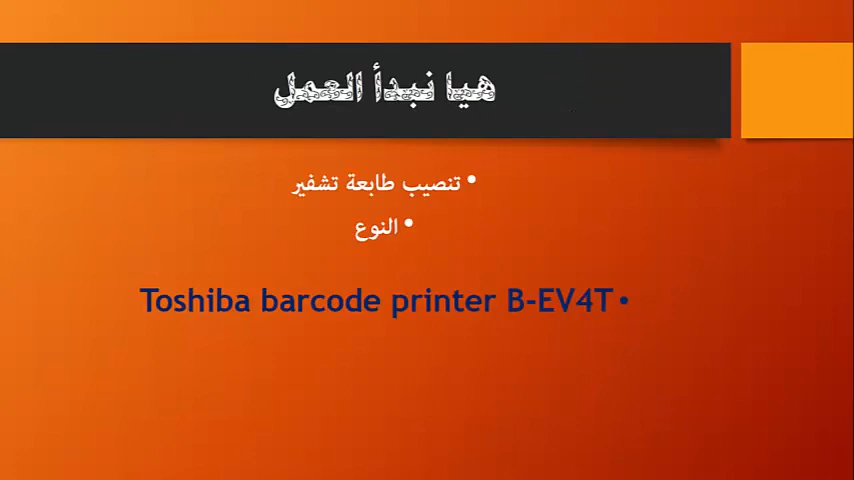 هيا نبدأ العمل
•تنصيب طابعة تشفير
•النوع
•Toshiba barcode printer B-EV4T